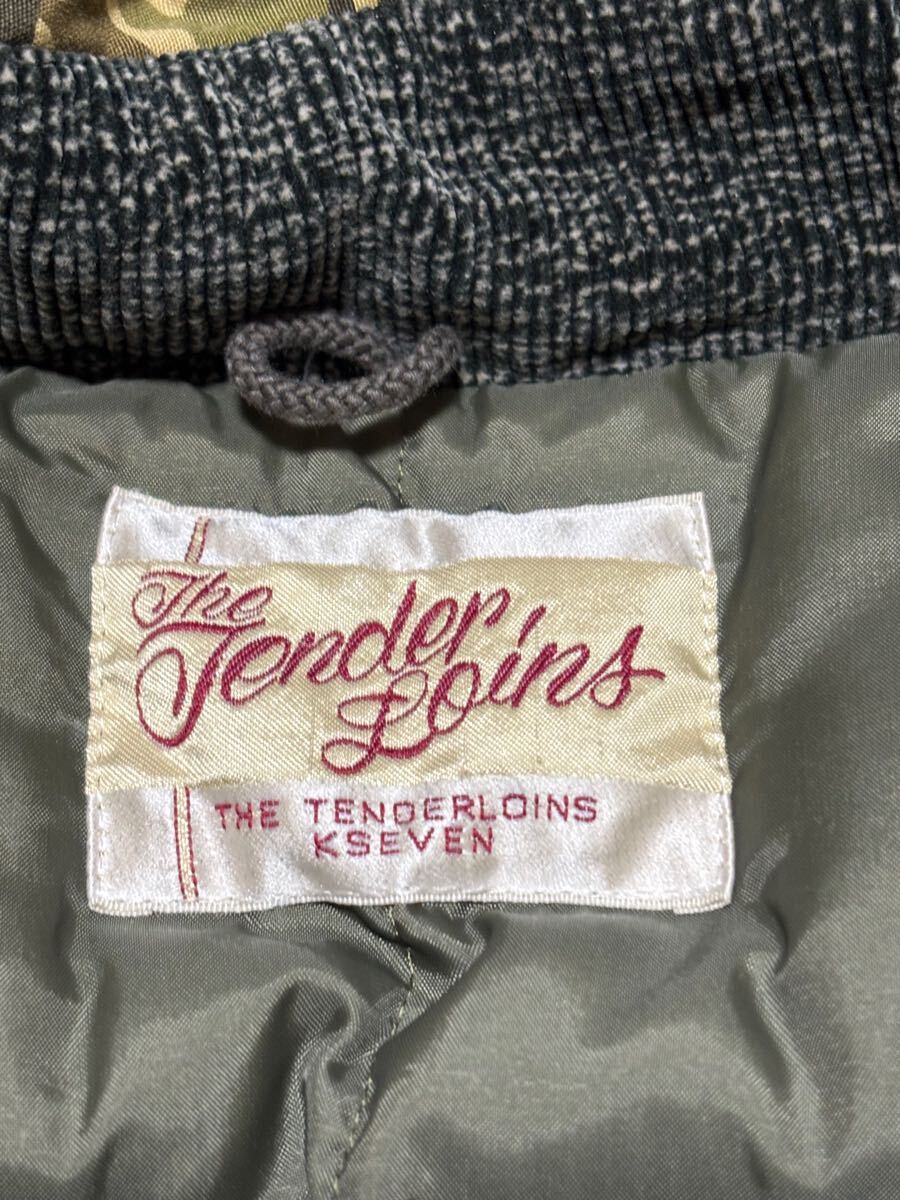 The
Tender
Loins
THE TENDERLOINS
KSEVEN